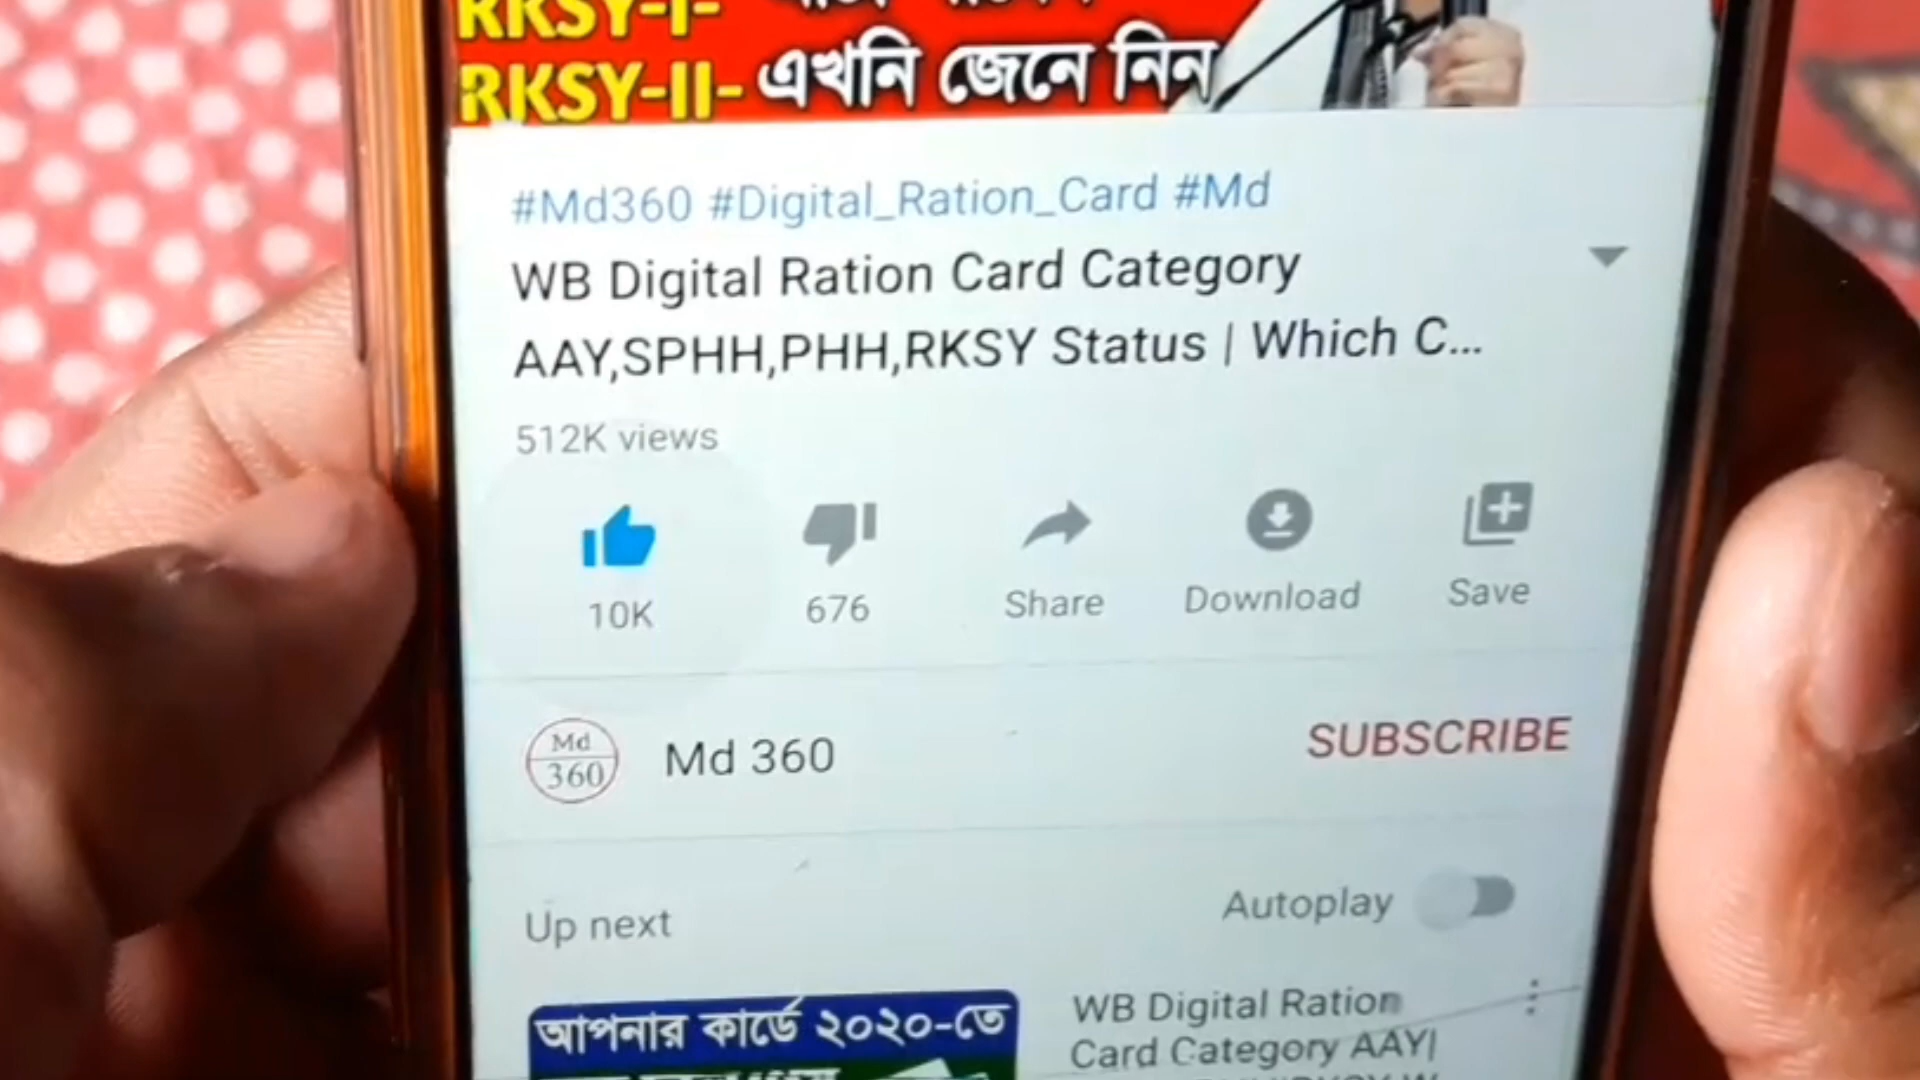 RKSY-I-
RKSY-II- এখনি জেনে নিন
#Md360 #Digital_Ration_Card #Md
WB Digital Ration Card Category
AAY,SPHH,PHH,RKSY Status | Which C...
512K views
10K 676 Share Download Save
Md
360
Md 360 SUBSCRIBE
Up next Autoplay
আপনার কার্ডে ২০২০-তে
WB Digital Ration
Card Category AAY|